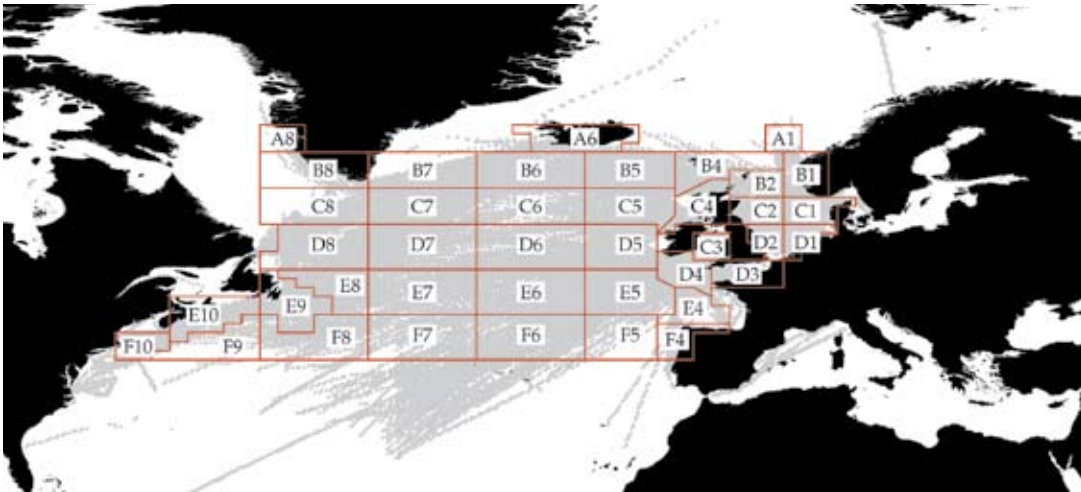 A8 A6 A1
B8 B7 B6 B5 B4 B2 B1
C8 C7 C6 C5 C4 C2 C1
D8 D7 D6 D5 C3 D2 D1
D4 D3
E8 E7 E6 E5 E4
E10 E9
F10 F9 F8 F7 F6 F5 F4